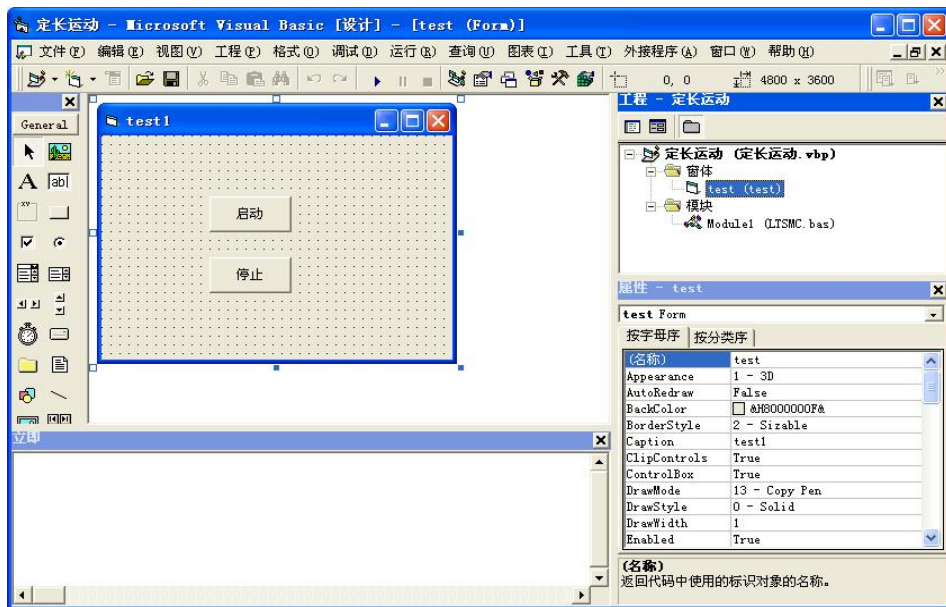 定长运动 - Microsoft Visual Basic [设计] - [test (Form)]
文件(F) 编辑(E) 视图(V) 工程(P) 格式(O) 调试(D) 运行(R) 查询(U) 图表(I) 工具(T) 外接程序(A) 窗口(W) 帮助(H)
0, 0 4800 x 3600
General
A ab|
xv
test1
启动
停止
立即
工程 - 定长运动
定长运动 (定长运动.vbp)
窗体
test (test)
模块
Module1 (LTSMC.bas)
属性 - test
test Form
按字母序 按分类序
(名称) test
Appearance 1 - 3D
AutoRedraw False
BackColor &H8000000F&
BorderStyle 2 - Sizable
Caption test1
ClipControls True
ControlBox True
DrawMode 13 - Copy Pen
DrawStyle 0 - Solid
DrawWidth 1
Enabled True
(名称)
返回代码中使用的标识对象的名称。